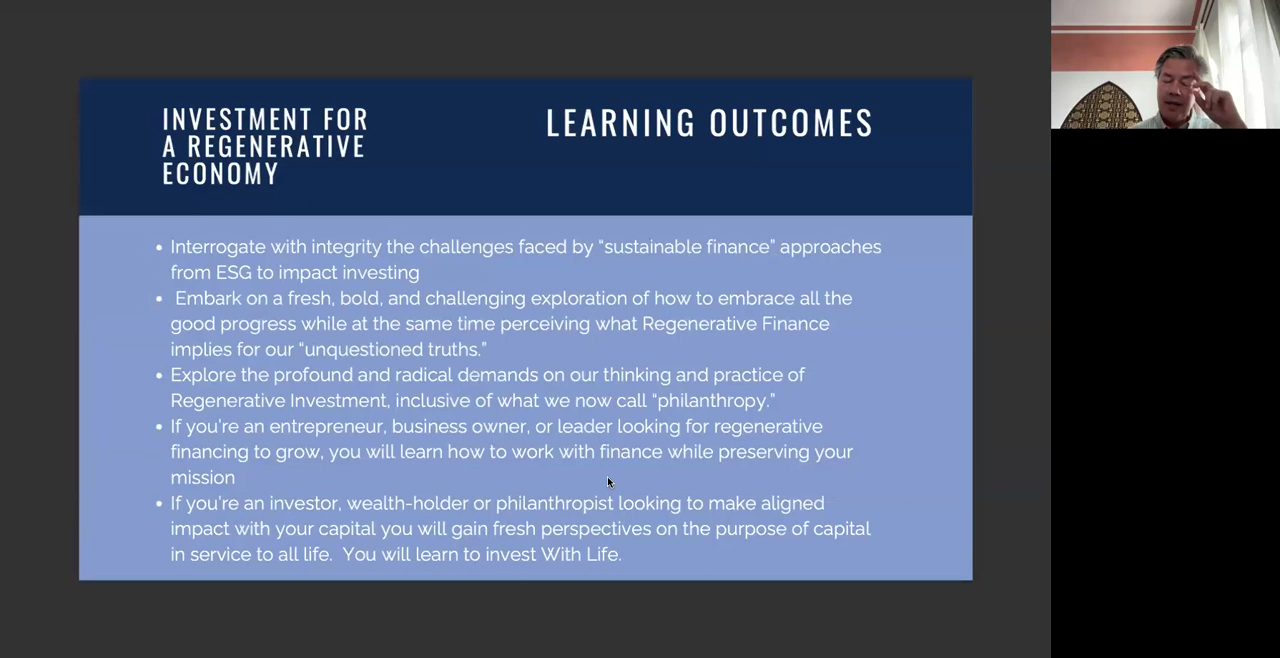 INVESTMENT FOR
A REGENERATIVE
ECONOMY
LEARNING OUTCOMES
• Interrogate with integrity the challenges faced by “sustainable finance” approaches
from ESG to impact investing
• Embark on a fresh, bold, and challenging exploration of how to embrace all the
good progress while at the same time perceiving what Regenerative Finance
implies for our “unquestioned truths.”
• Explore the profound and radical demands on our thinking and practice of
Regenerative Investment, inclusive of what we now call “philanthropy.”
• If you're an entrepreneur, business owner, or leader looking for regenerative
financing to grow, you will learn how to work with finance while preserving your
mission
• If you're an investor, wealth-holder or philanthropist looking to make aligned
impact with your capital you will gain fresh perspectives on the purpose of capital
in service to all life.  You will learn to invest With Life.